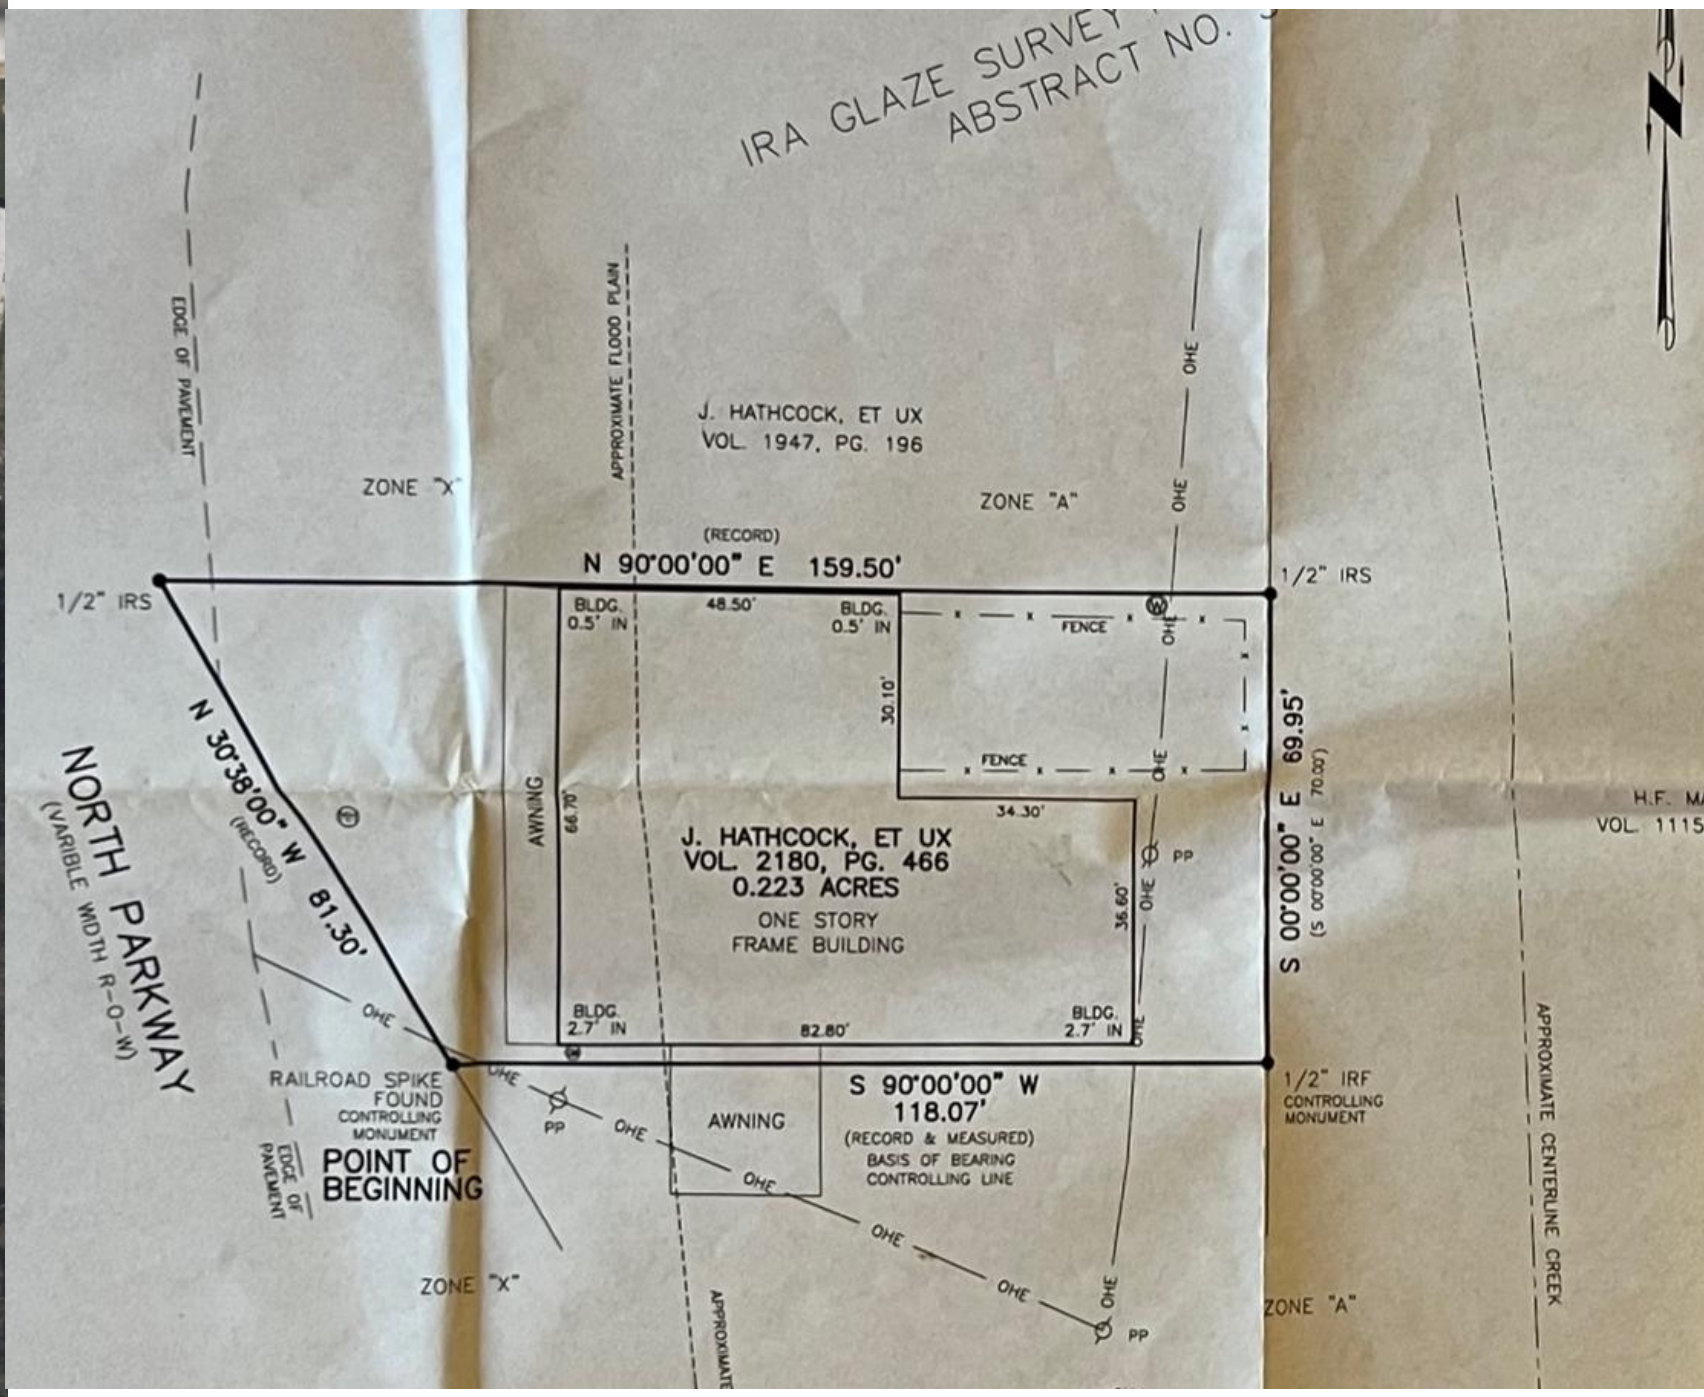 IRA GLAZE SURVEY
ABSTRACT NO.
EDGE OF PAVEMENT
APPROXIMATE FLOOD PLAIN
OHE
J. HATHCOCK, ET UX
VOL. 1947, PG. 196
ZONE "X"
ZONE "A"
OHE
(RECORD)
N 90°00'00" E 159.50'
1/2" IRS
1/2" IRS
BLDG.
0.5' IN
48.50'
BLDG.
0.5' IN
W
FENCE
OHE
30.10'
N 30°38'00" W 81.30'
(RECORD)
NORTH PARKWAY
(VARIBLE WIDTH R-O-W)
S 00°00'00" E 69.95'
(S 00°00'00" E 70.00')
FENCE
OHE
AWNING
66.70'
34.30'
H.F.
VOL. 1115
J. HATHCOCK, ET UX
VOL. 2180, PG. 466
0.223 ACRES
ONE STORY
FRAME BUILDING
PP
OHE
36.60'
OHE
BLDG.
2.7' IN
82.80'
BLDG.
2.7' IN
OHE
APPROXIMATE CENTERLINE CREEK
RAILROAD SPIKE
FOUND
CONTROLLING
MONUMENT
POINT OF
BEGINNING
EDGE OF
PAVEMENT
OHE
PP
OHE
AWNING
S 90°00'00" W
118.07'
(RECORD & MEASURED)
BASIS OF BEARING
CONTROLLING LINE
1/2" IRF
CONTROLLING
MONUMENT
OHE
OHE
ZONE "X"
OHE
OHE
ZONE "A"
PP
APPROXIMATE